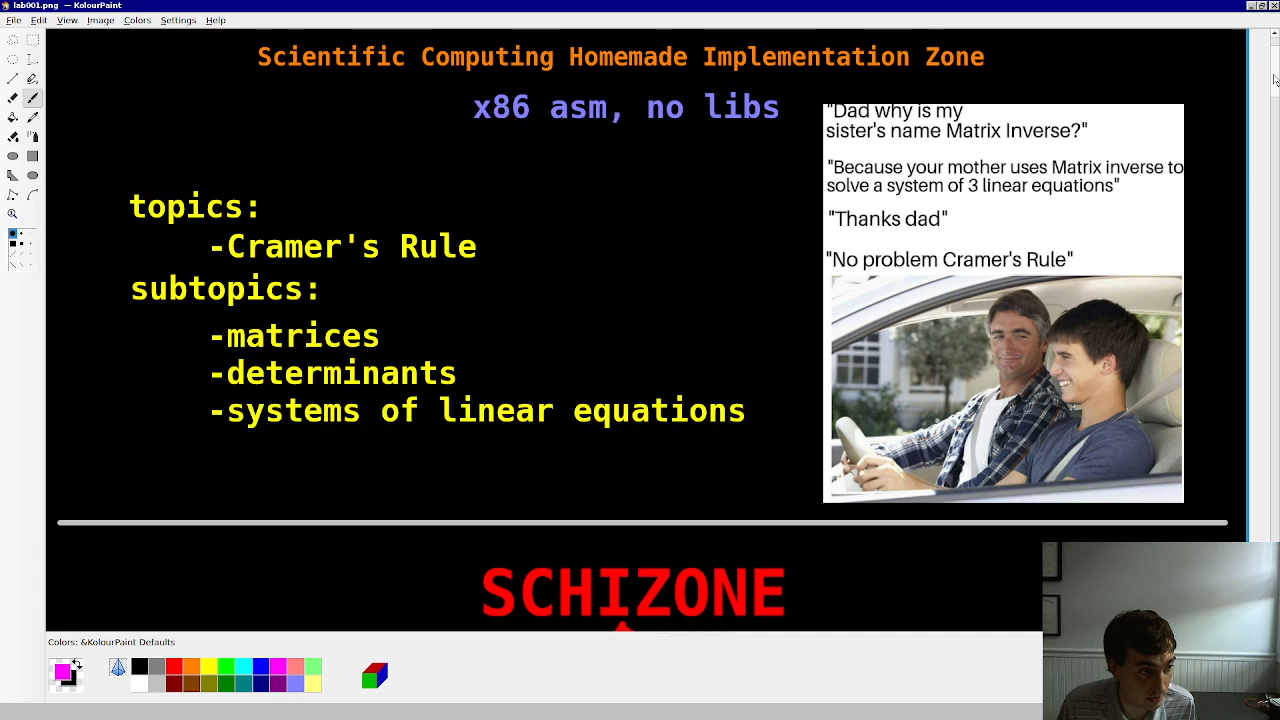 lab001.png — KolourPaint
File Edit View Image Colors Settings Help
Scientific Computing Homemade Implementation Zone
x86 asm, no libs
"Dad why is my
sister's name Matrix Inverse?"
"Because your mother uses Matrix inverse to
solve a system of 3 linear equations"
"Thanks dad"
"No problem Cramer's Rule"
topics:
-Cramer's Rule
subtopics:
-matrices
-determinants
-systems of linear equations
SCHIZONE
Colors: &KolourPaint Defaults